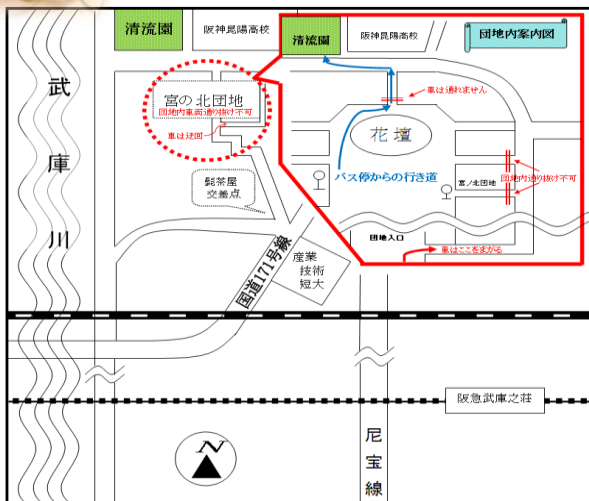 清流園
阪神昆陽高校
清流園
阪神昆陽高校
団地内案内図
武庫川
宮の北団地
団地内車両通り抜け不可
車は迂回
髭茶屋
交差点
車は通れません
花壇
バス停からの行き道
宮ノ北団地
団地内通り抜け不可
団地入口
車はここをまがる
国道171号線
産業
技術
短大
阪急武庫之荘
N
尼宝線